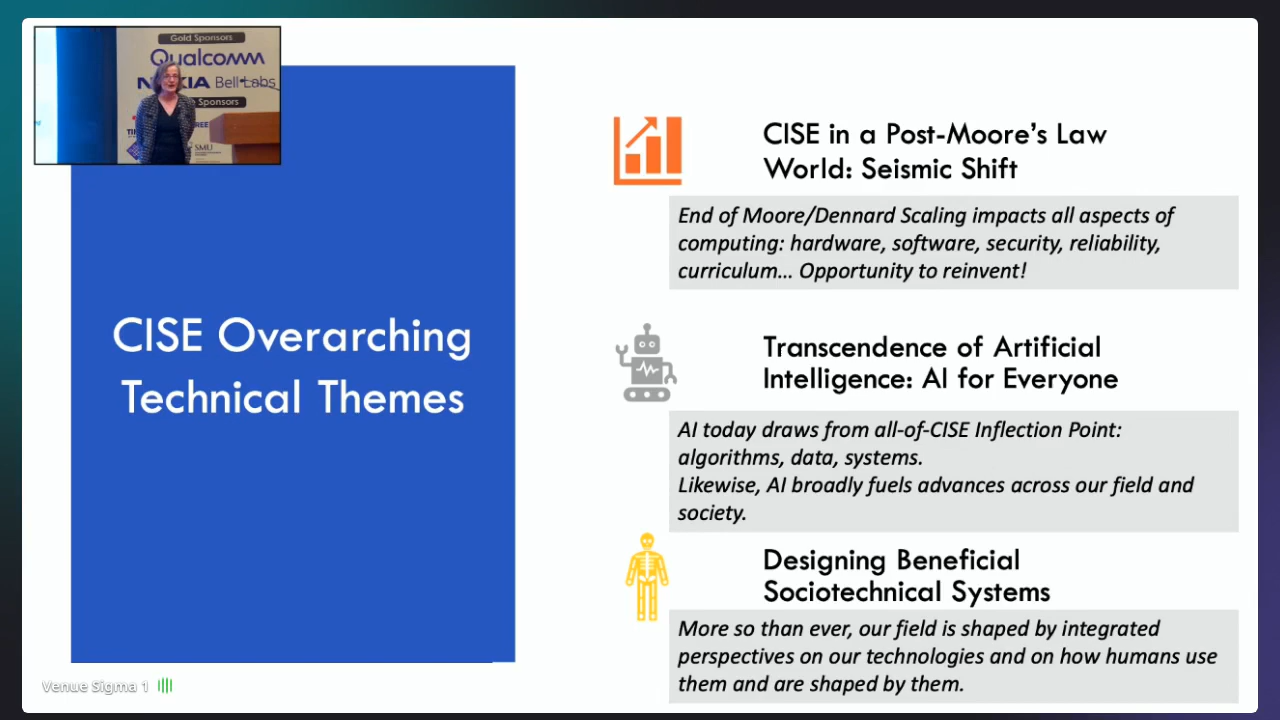 Gold Sponsors
Qualcomm
NOKIA Bell Labs
Sponsors
SMU
CISE Overarching
Technical Themes
CISE in a Post-Moore's Law
World: Seismic Shift
End of Moore/Dennard Scaling impacts all aspects of
computing: hardware, software, security, reliability,
curriculum... Opportunity to reinvent!
Transcendence of Artificial
Intelligence: AI for Everyone
AI today draws from all-of-CISE Inflection Point:
algorithms, data, systems.
Likewise, AI broadly fuels advances across our field and
society.
Designing Beneficial
Sociotechnical Systems
More so than ever, our field is shaped by integrated
perspectives on our technologies and on how humans use
them and are shaped by them.
Venue Sigma 1